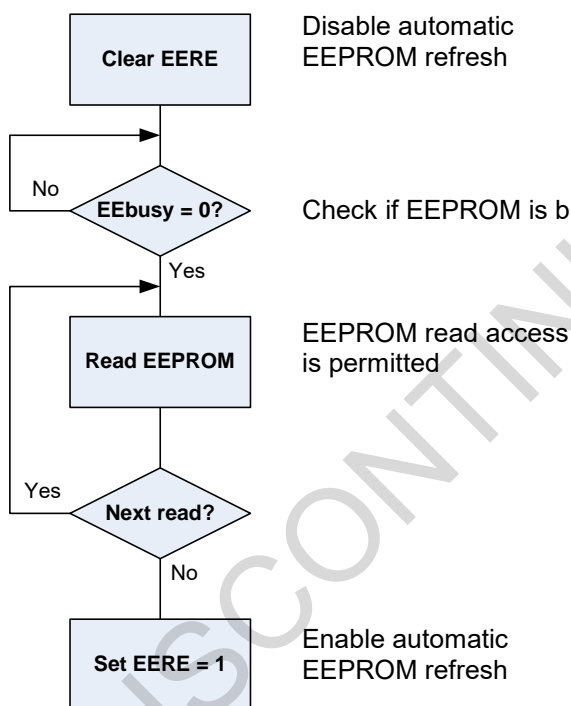 Clear EERE
Disable automatic
EEPROM refresh
No
EEbusy = 0?
Check if EEPROM is b
Yes
Read EEPROM
EEPROM read access
is permitted
Yes
Next read?
No
Set EERE = 1
Enable automatic
EEPROM refresh